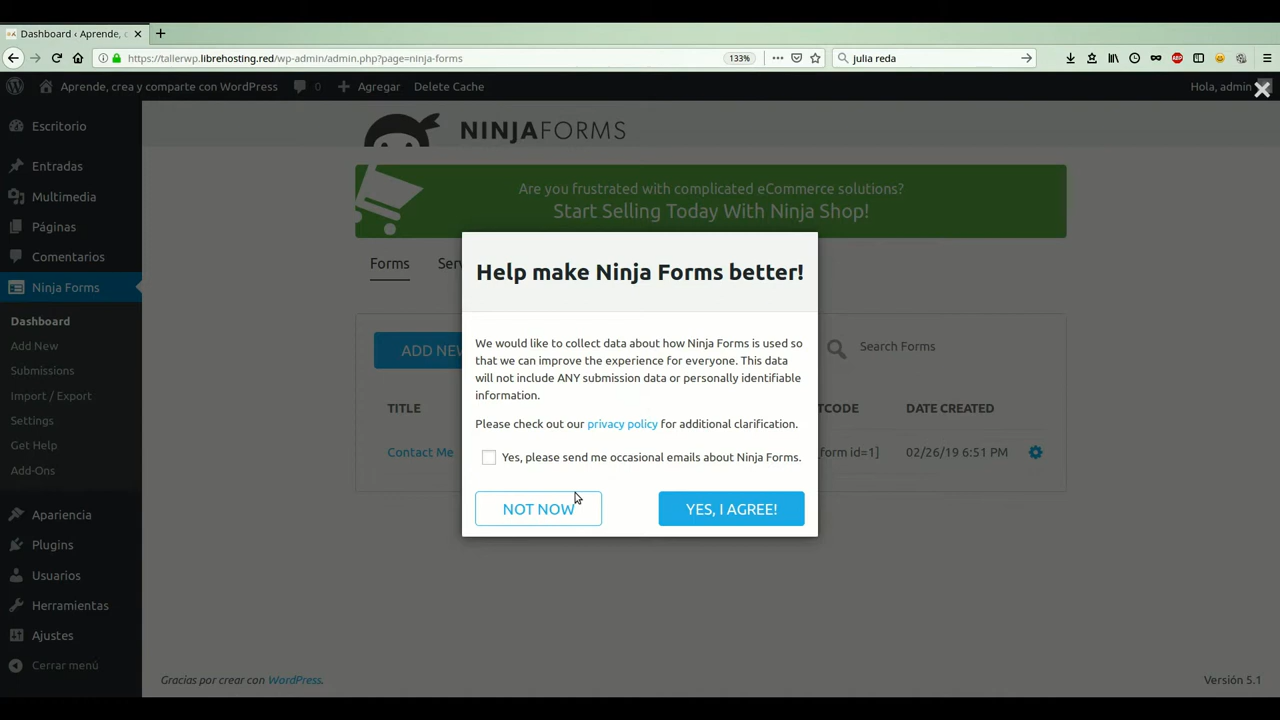 Dashboard ‹ Aprende, c
https://tallerwp.librehosting.red/wp-admin/admin.php?page=ninja-forms
133%
julia reda
Aprende, crea y comparte con WordPress
0
Agregar
Delete Cache
Hola, admin
Escritorio
Entradas
Multimedia
Páginas
Comentarios
Ninja Forms
Dashboard
Add New
Submissions
Import / Export
Settings
Get Help
Add-Ons
Apariencia
Plugins
Usuarios
Herramientas
Ajustes
Cerrar menú
NINJAFORMS
Are you frustrated with complicated eCommerce solutions?
Start Selling Today With Ninja Shop!
Forms
Serv
ADD NEW
Search Forms
TITLE
TCODE
DATE CREATED
Contact Me
_form id=1]
02/26/19 6:51 PM
Help make Ninja Forms better!
We would like to collect data about how Ninja Forms is used so
that we can improve the experience for everyone. This data
will not include ANY submission data or personally identifiable
information.
Please check out our privacy policy for additional clarification.
Yes, please send me occasional emails about Ninja Forms.
NOT NOW
YES, I AGREE!
Gracias por crear con WordPress.
Versión 5.1